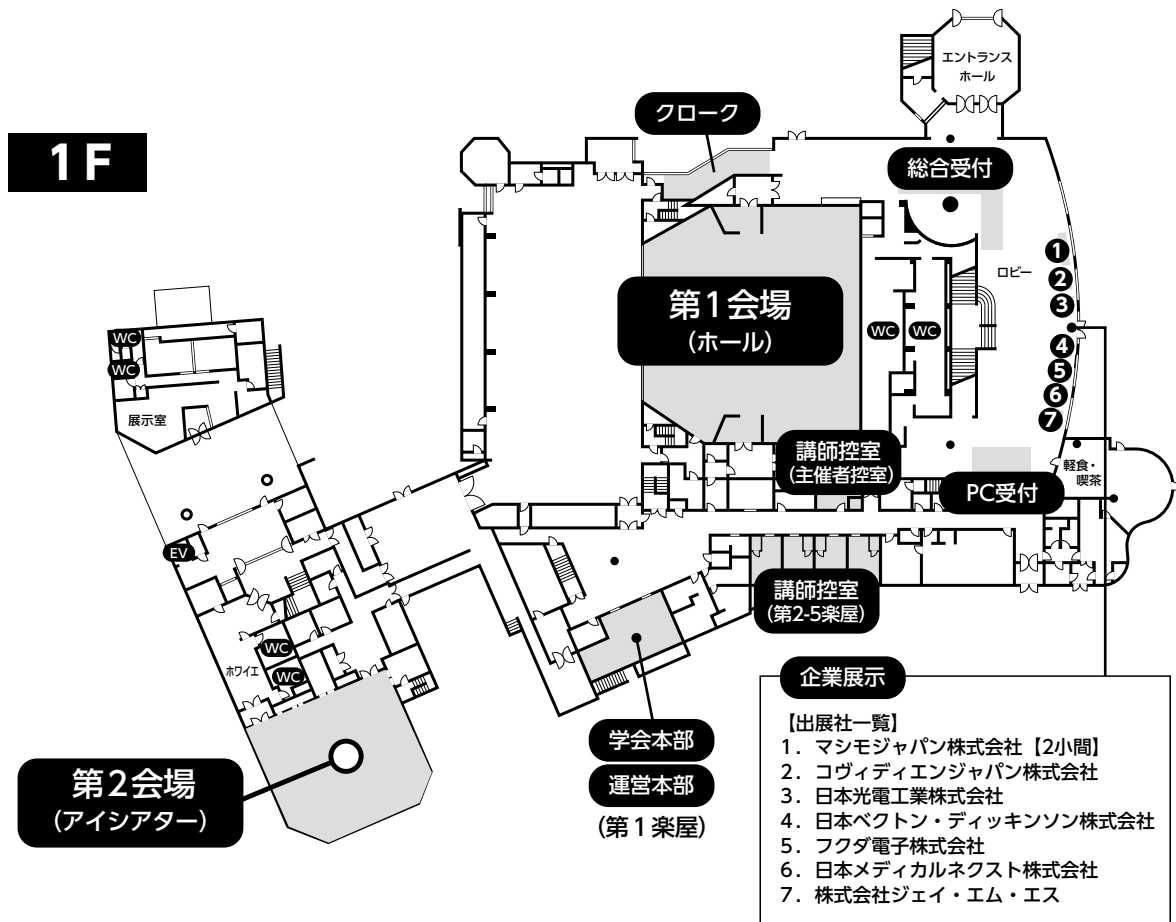 1F
エントランス
ホール
クローク
総合受付
ロビー
1
2
3
4
5
6
7
第1会場
(ホール)
WC
WC
WC
WC
展示室
講師控室
(主催者控室)
PC受付
軽食・
喫茶
EV
講師控室
(第2-5楽屋)
ホワイエ
WC
WC
学会本部
運営本部
(第1楽屋)
第2会場
(アイシアター)
企業展示
【出展社一覧】
1. マシモジャパン株式会社【2小間】
2. コヴィディエンジャパン株式会社
3. 日本光電工業株式会社
4. 日本ベクトン・ディッキンソン株式会社
5. フクダ電子株式会社
6. 日本メディカルネクスト株式会社
7. 株式会社ジェイ・エム・エス